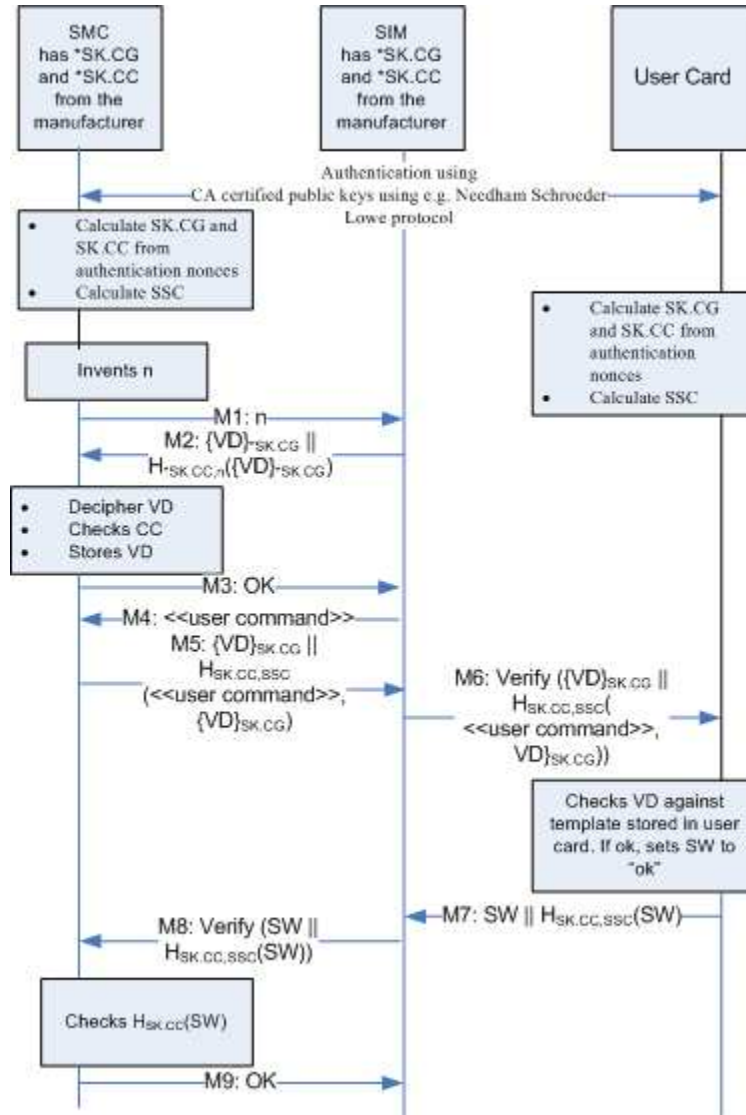 SMC
has *SK.CG
and *SK.CC
from the
manufacturer
SIM
has *SK.CG
and *SK.CC
from the
manufacturer
User Card
Authentication using
CA certified public keys using e.g. Needham Schroeder
Lowe protocol
• Calculate SK.CG and
SK.CC from
authentication nonces
• Calculate SSC
• Calculate SK.CG
and SK.CC from
authentication
nonces
• Calculate SSC
Invents n
M1: n
M2: {VD}*SK.CG ||
H*SK.CC,n({VD}*SK.CG)
• Decipher VD
• Checks CC
• Stores VD
M3: OK
M4: <<user command>>
M5: {VD}SK.CG ||
HSK.CC,SSC
(<<user command>>,
{VD}SK.CG)
M6: Verify ({VD}SK.CG ||
HSK.CC,SSC(
<<user command>>,
VD}SK.CG))
Checks VD against
template stored in user
card. If ok, sets SW to
"ok"
M7: SW || HSK.CC,SSC(SW)
M8: Verify (SW ||
HSK.CC,SSC(SW))
Checks HSK.CC(SW)
M9: OK